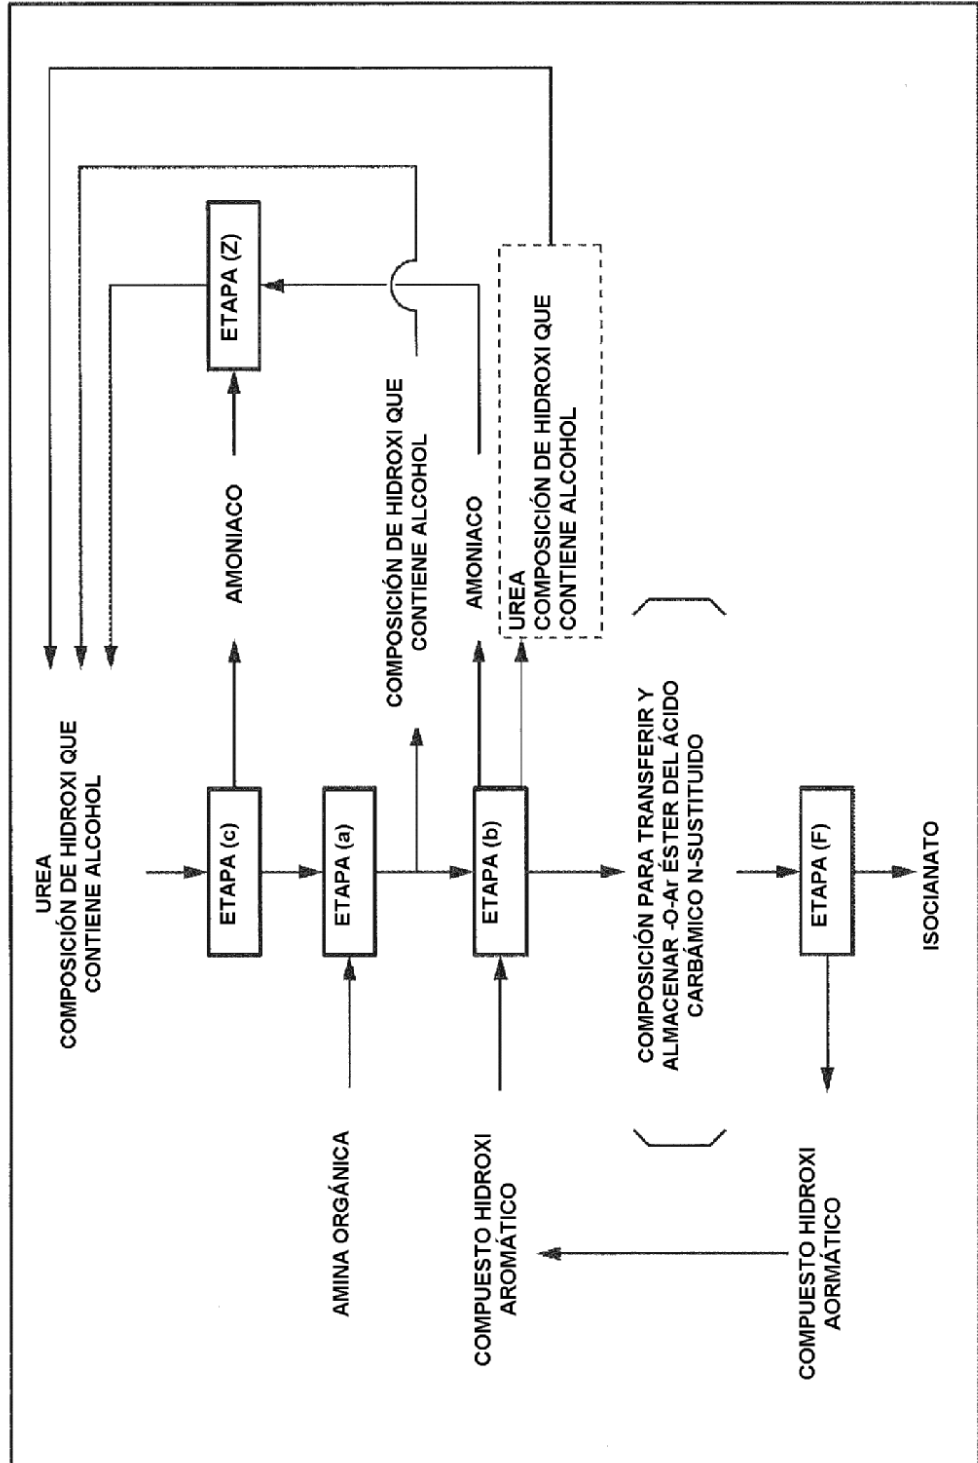 UREA
COMPOSICIÓN DE HIDROXI QUE
CONTIENE ALCOHOL
ETAPA (c)
AMONIACO
ETAPA (Z)
AMINA ORGÁNICA
ETAPA (a)
COMPOSICIÓN DE HIDROXI QUE
CONTIENE ALCOHOL
COMPUESTO HIDROXI
AROMÁTICO
ETAPA (b)
AMONIACO
UREA
COMPOSICIÓN DE HIDROXI QUE
CONTIENE ALCOHOL
COMPOSICIÓN PARA TRANSFERIR Y
ALMACENAR -O-Ar ÉSTER DEL ÁCIDO
CARBÁMICO N-SUSTITUIDO
COMPUESTO HIDROXI
AORMÁTICO
ETAPA (F)
ISOCIANATO